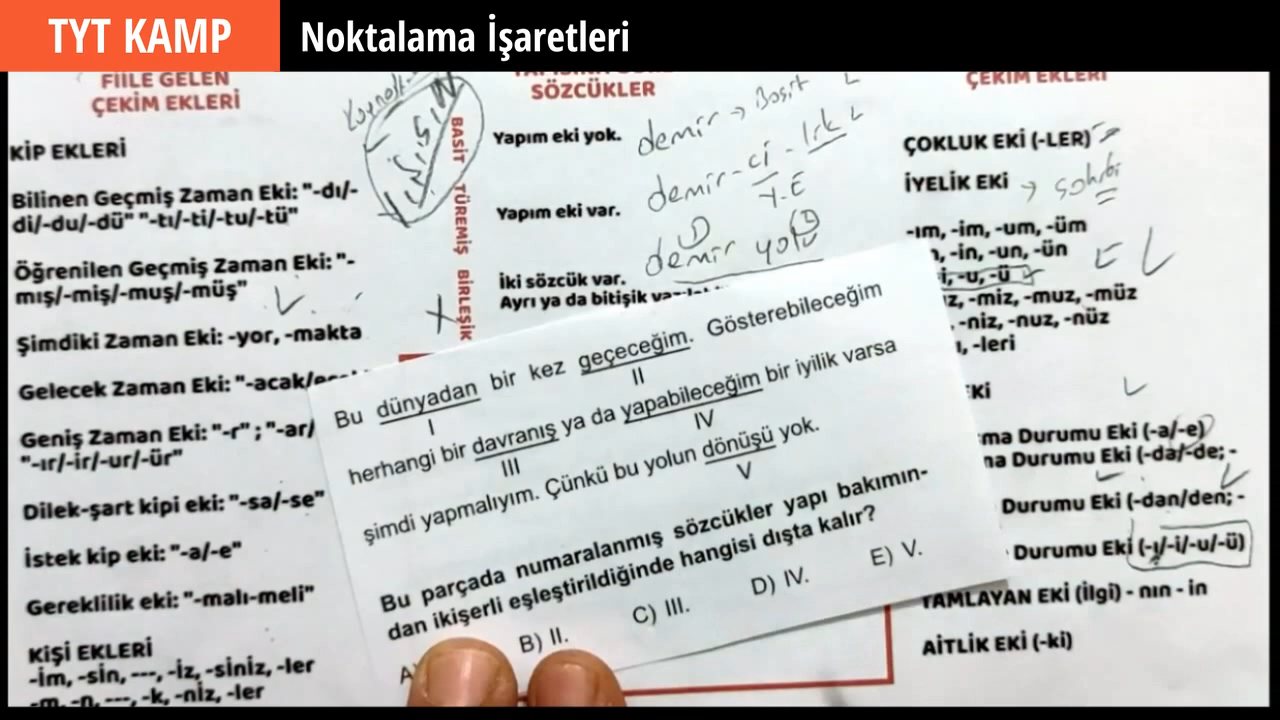 TYT KAMP
Noktalama İşaretleri
FİİLE GELEN
ÇEKİM EKLERİ
KİP EKLERİ
Bilinen Geçmiş Zaman Eki: "-dı/-
di/-du/-dü" "-tı/-ti/-tu/-tü"
Öğrenilen Geçmiş Zaman Eki: "-
mış/-miş/-muş/-müş"
Şimdiki Zaman Eki: -yor, -makta
Gelecek Zaman Eki: "-acak/
Geniş Zaman Eki: "-r" ; "-ar/
"-ır/-ir/-ur/-ür"
Dilek-şart kipi eki: "-sa/-se"
İstek kip eki: "-a/-e"
Gereklilik eki: "-malı-meli"
KİŞİ EKLERİ
-im, -sin, ---, -iz, -siniz, -ler
-m, -n, ---, -k, -niz, -ler
BASİT TÜREMİŞ BİRLEŞİK
SÖZCÜKLER
Yapım eki yok.
demir → Basit
Yapım eki var.
demir-ci-lik
Y.E
İki sözcük var.
demir yolu
Ayrı ya da bitişik
ÇEKİM EKLERİ
ÇOKLUK EKİ (-LER)
İYELİK EKİ
-ım, -im, -um, -üm
-in, -un, -ün
-u, -ü
-miz, -muz, -müz
-niz, -nuz, -nüz
-leri
Durumu Eki (-a/-e)
Durumu Eki (-da/-de; -
Durumu Eki (-dan/den; -
Durumu Eki (-ı/-i/-u/-ü)
TAMLAYAN EKİ (İlgi) - nın - in
AİTLİK EKİ (-ki)
Bu dünyadan bir kez geçeceğim. Gösterebileceğim
I II
herhangi bir davranış ya da yapabileceğim bir iyilik varsa
III IV
şimdi yapmalıyım. Çünkü bu yolun dönüşü yok.
V
Bu parçada numaralanmış sözcükler yapı bakımın-
dan ikişerli eşleştirildiğinde hangisi dışta kalır?
B) II. C) III. D) IV. E) V.